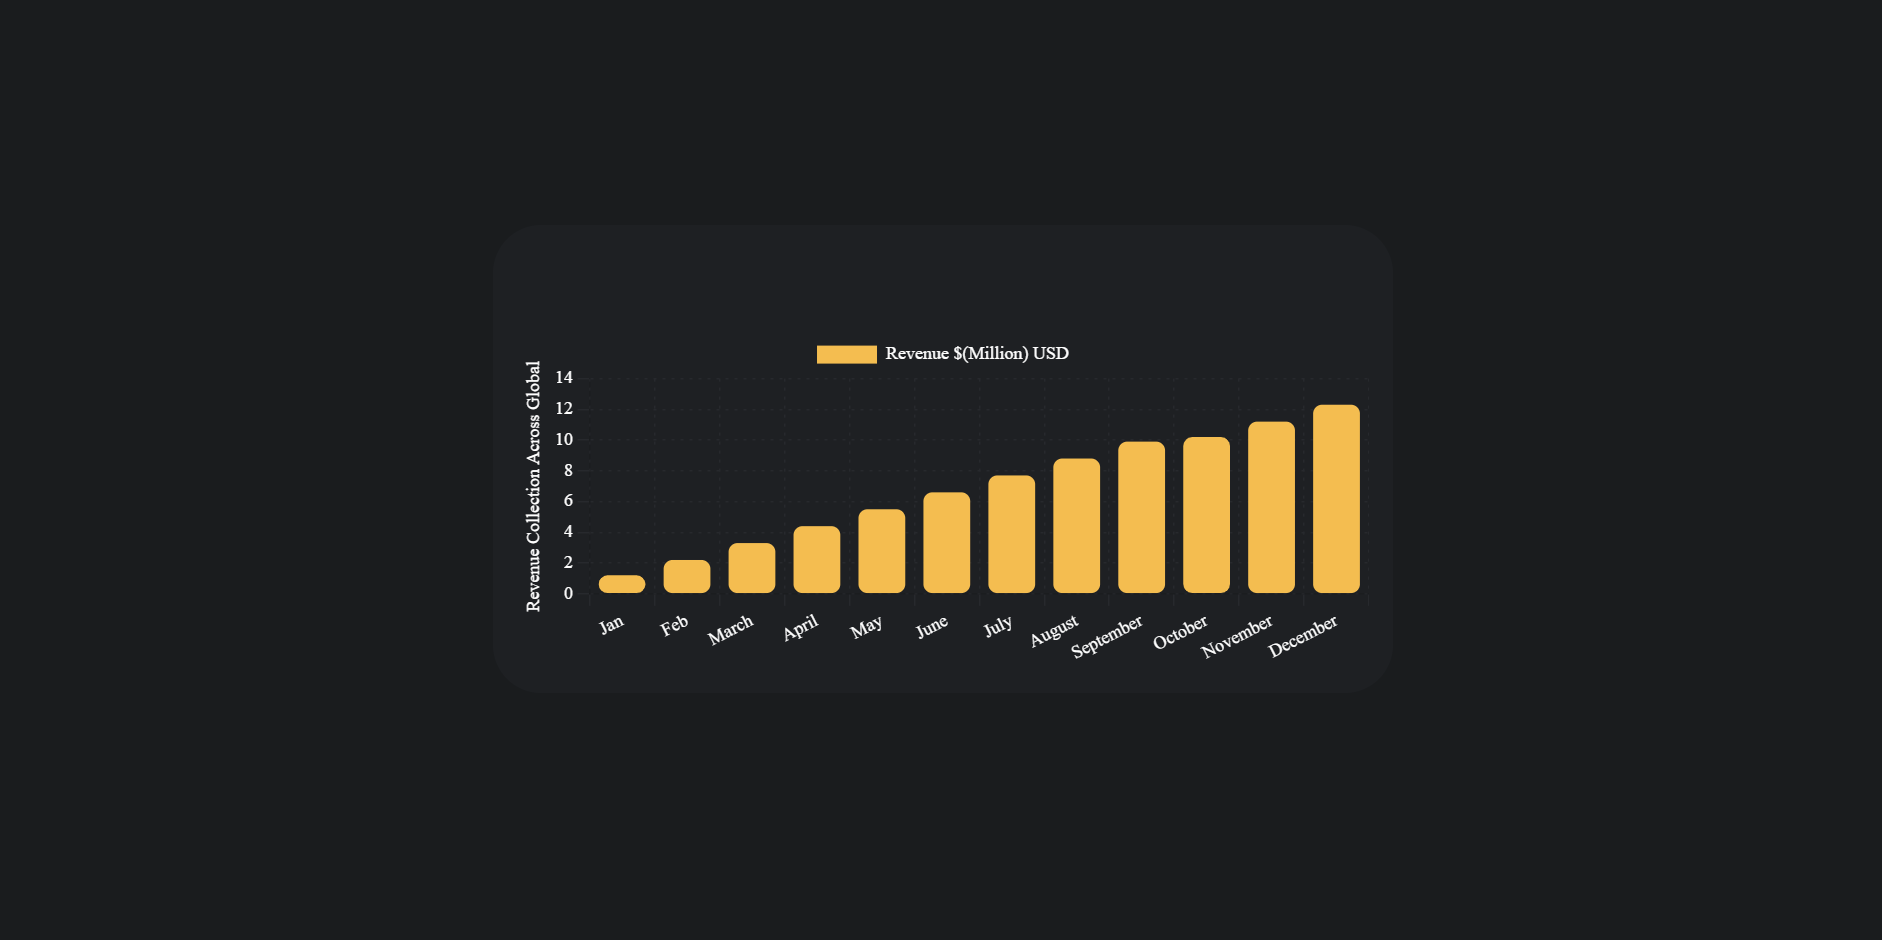 Revenue $(Million) USD
Revenue Collection Across Global
14
12
10
8
6
4
2
0
Jan
Feb
March
April
May
June
July
August
September
October
November
December